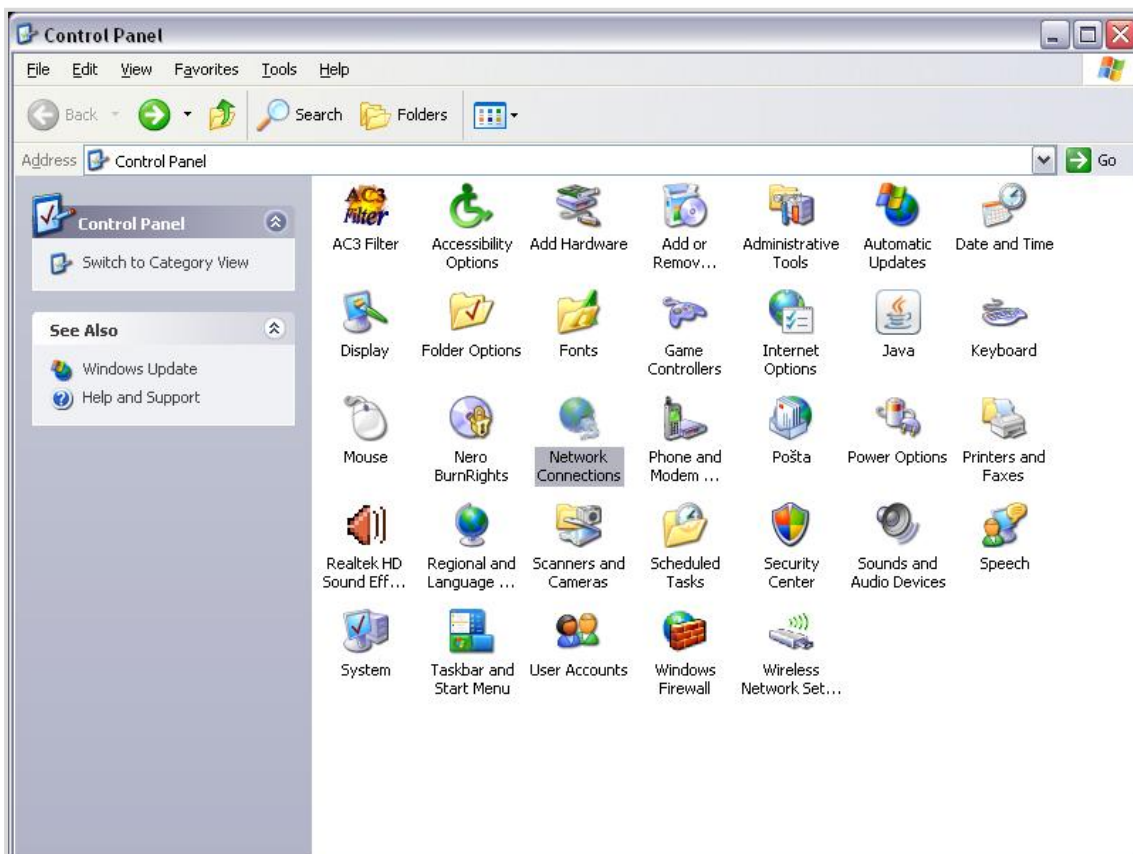 Control Panel
File Edit View Favorites Tools Help
Back Search Folders
Address Control Panel Go
Control Panel
Switch to Category View
See Also
Windows Update
Help and Support
AC3 Filter
AC3 Filter Accessibility Options Add Hardware Add or Remov... Administrative Tools Automatic Updates Date and Time
Display Folder Options Fonts Game Controllers Internet Options Java Keyboard
Mouse Nero BurnRights Network Connections Phone and Modem ... Pošta Power Options Printers and Faxes
Realtek HD Sound Eff... Regional and Language ... Scanners and Cameras Scheduled Tasks Security Center Sounds and Audio Devices Speech
System Taskbar and Start Menu User Accounts Windows Firewall Wireless Network Set...